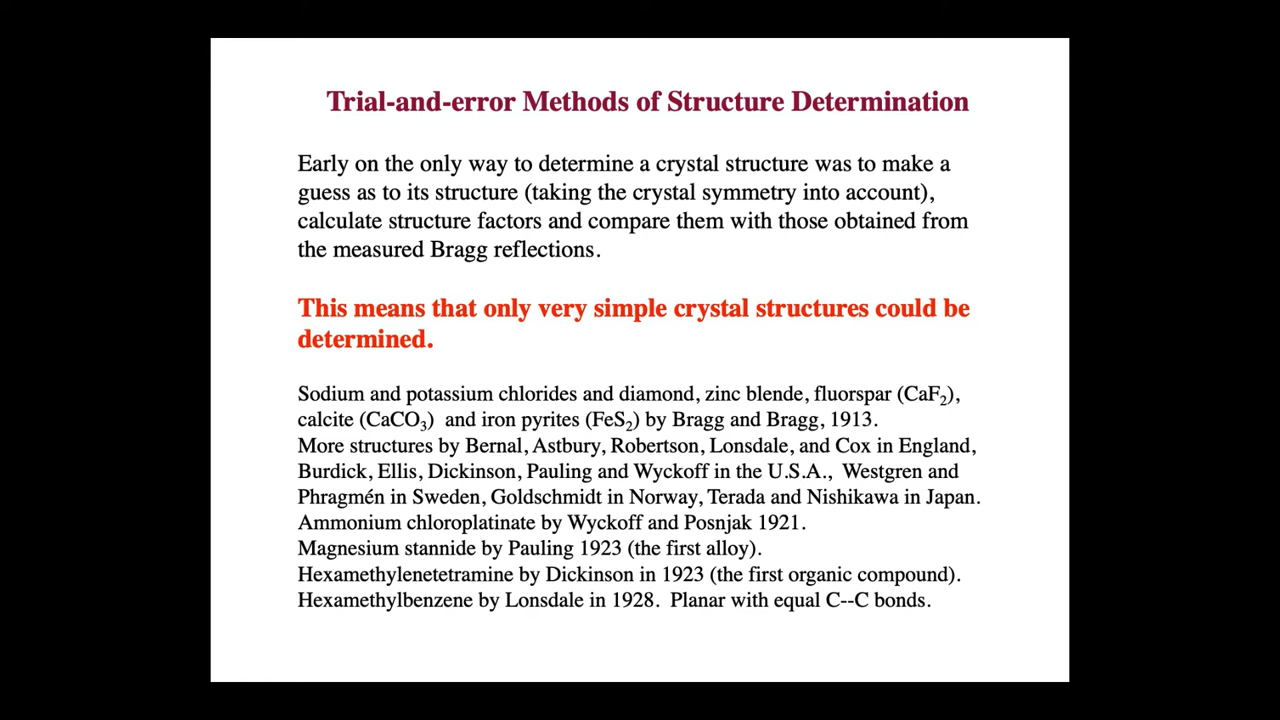 Trial-and-error Methods of Structure Determination
Early on the only way to determine a crystal structure was to make a
guess as to its structure (taking the crystal symmetry into account),
calculate structure factors and compare them with those obtained from
the measured Bragg reflections.
This means that only very simple crystal structures could be
determined.
Sodium and potassium chlorides and diamond, zinc blende, fluorspar (CaF₂),
calcite (CaCO₃) and iron pyrites (FeS₂) by Bragg and Bragg, 1913.
More structures by Bernal, Astbury, Robertson, Lonsdale, and Cox in England,
Burdick, Ellis, Dickinson, Pauling and Wyckoff in the U.S.A., Westgren and
Phragmén in Sweden, Goldschmidt in Norway, Terada and Nishikawa in Japan.
Ammonium chloroplatinate by Wyckoff and Posnjak 1921.
Magnesium stannide by Pauling 1923 (the first alloy).
Hexamethylenetetramine by Dickinson in 1923 (the first organic compound).
Hexamethylbenzene by Lonsdale in 1928. Planar with equal C--C bonds.